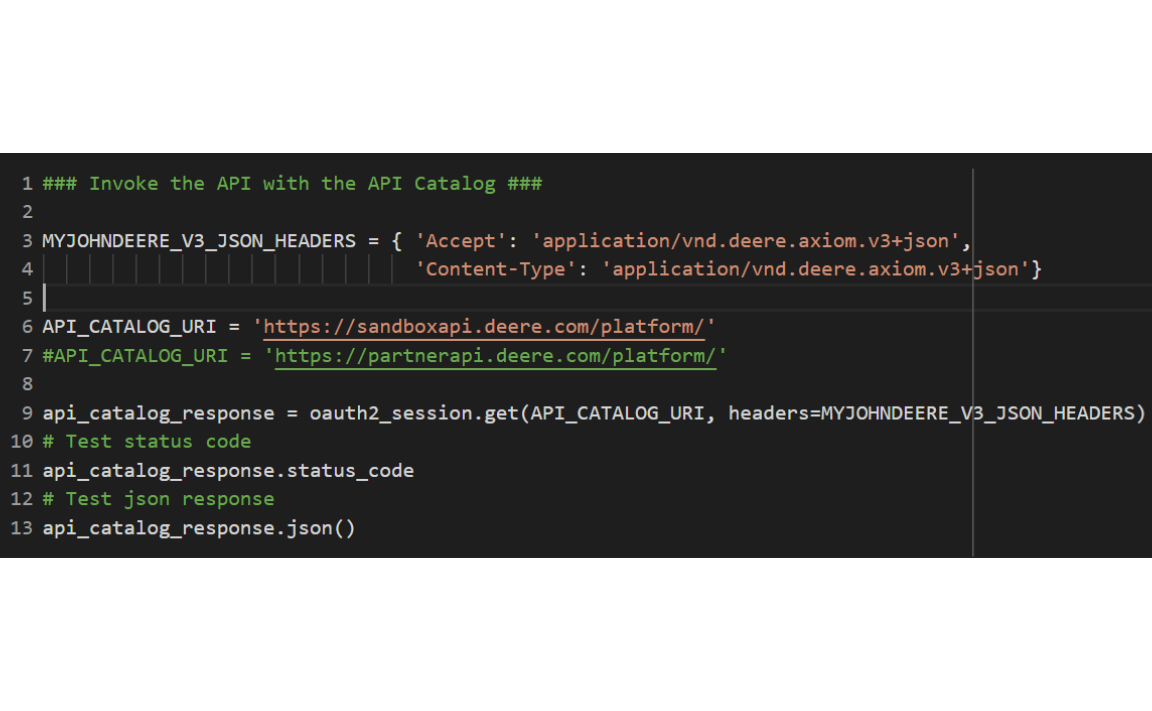 1 ### Invoke the API with the API Catalog ###
2
3 MYJOHNDEERE_V3_JSON_HEADERS = { 'Accept': 'application/vnd.deere.axiom.v3+json',
4 'Content-Type': 'application/vnd.deere.axiom.v3+json'}
5
6 API_CATALOG_URI = 'https://sandboxapi.deere.com/platform/'
7 #API_CATALOG_URI = 'https://partnerapi.deere.com/platform/'
8
9 api_catalog_response = oauth2_session.get(API_CATALOG_URI, headers=MYJOHNDEERE_V3_JSON_HEADERS)
10 # Test status code
11 api_catalog_response.status_code
12 # Test json response
13 api_catalog_response.json()